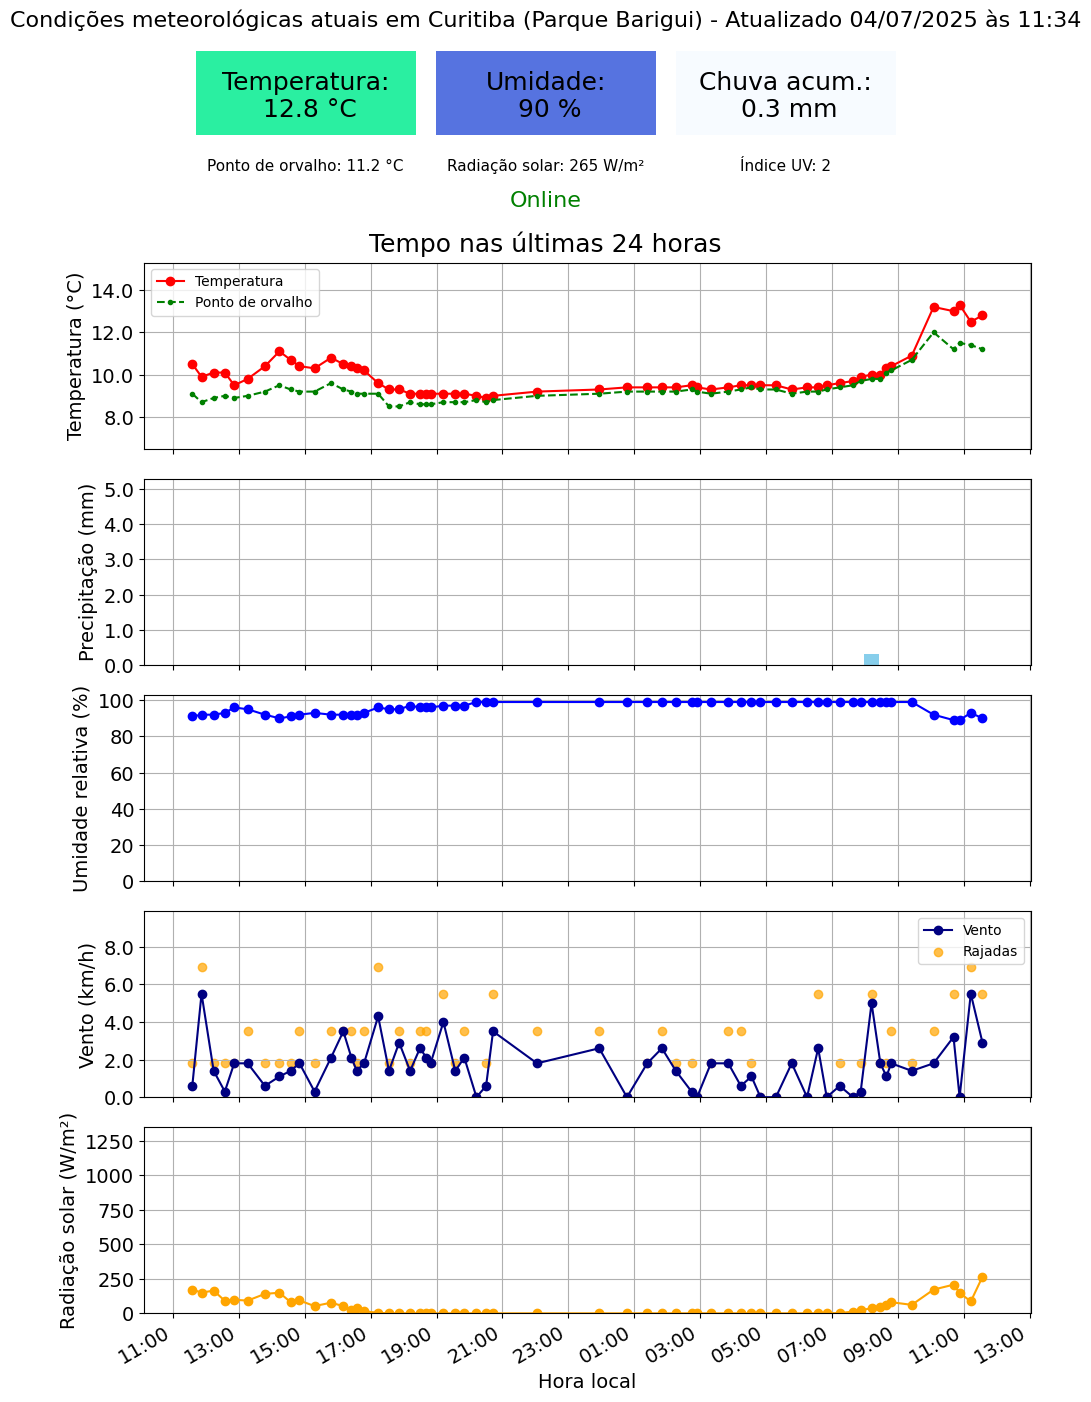 Condições meteorológicas atuais em Curitiba (Parque Barigui) - Atualizado 04/07/2025 às 11:34
Temperatura:
12.8 °C
Umidade:
90 %
Chuva acum.:
0.3 mm
Ponto de orvalho: 11.2 °C
Radiação solar: 265 W/m²
Índice UV: 2
Online
Tempo nas últimas 24 horas
Temperatura (°C)
14.0
12.0
10.0
8.0
Temperatura
Ponto de orvalho
Precipitação (mm)
5.0
4.0
3.0
2.0
1.0
0.0
Umidade relativa (%)
100
80
60
40
20
0
Vento (km/h)
8.0
6.0
4.0
2.0
0.0
Vento
Rajadas
Radiação solar (W/m²)
1250
1000
750
500
250
0
11:00
13:00
15:00
17:00
19:00
21:00
23:00
01:00
03:00
05:00
07:00
09:00
11:00
13:00
Hora local